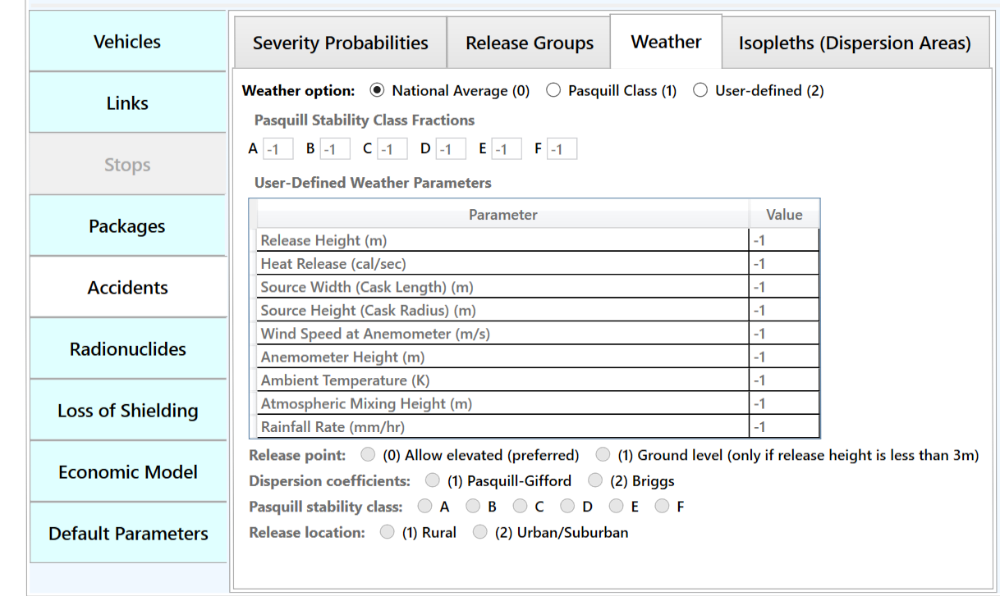 Vehicles
Links
Stops
Packages
Accidents
Radionuclides
Loss of Shielding
Economic Model
Default Parameters
Severity Probabilities Release Groups Weather Isopleths (Dispersion Areas)
Weather option: National Average (0) Pasquill Class (1) User-defined (2)
Pasquill Stability Class Fractions
A -1 B -1 C -1 D -1 E -1 F -1
User-Defined Weather Parameters
Parameter Value
Release Height (m) -1
Heat Release (cal/sec) -1
Source Width (Cask Length) (m) -1
Source Height (Cask Radius) (m) -1
Wind Speed at Anemometer (m/s) -1
Anemometer Height (m) -1
Ambient Temperature (K) -1
Atmospheric Mixing Height (m) -1
Rainfall Rate (mm/hr) -1
Release point: (0) Allow elevated (preferred) (1) Ground level (only if release height is less than 3m)
Dispersion coefficients: (1) Pasquill-Gifford (2) Briggs
Pasquill stability class: A B C D E F
Release location: (1) Rural (2) Urban/Suburban